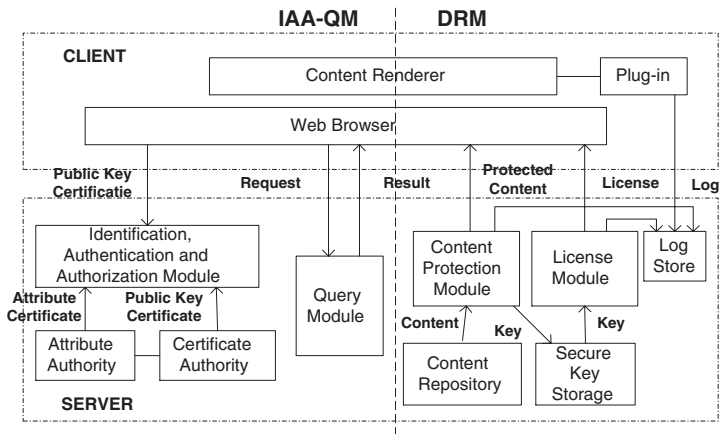 IAA-QM
DRM
CLIENT
Content Renderer
Plug-in
Web Browser
Public Key
Certificatie
Request
Result
Protected
Content
License
Log
Identification,
Authentication and
Authorization Module
Query
Module
Content
Protection
Module
License
Module
Log
Store
Attribute
Certificate
Public Key
Certificate
Content
Key
Key
Attribute
Authority
Certificate
Authority
Content
Repository
Secure
Key
Storage
SERVER